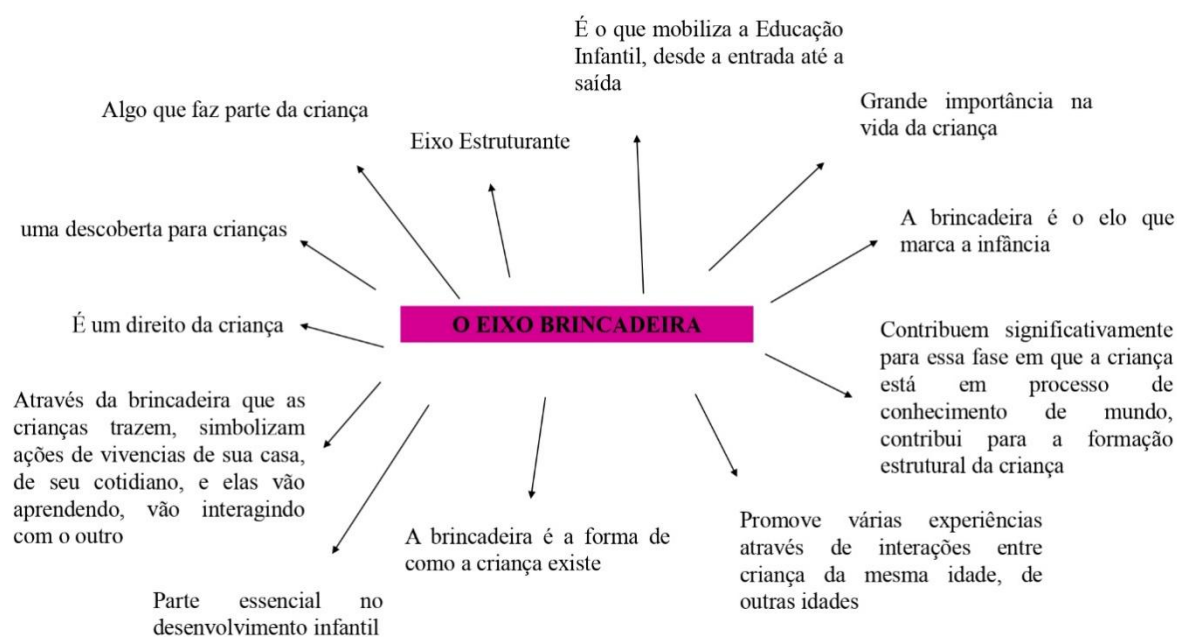 É o que mobiliza a Educação
Infantil, desde a entrada até a
saída
Algo que faz parte da criança
Eixo Estruturante
Grande importância na
vida da criança
uma descoberta para crianças
A brincadeira é o elo que
marca a infância
É um direito da criança
O EIXO BRINCADEIRA
Contribuem significativamente
para essa fase em que a criança
está em processo de
conhecimento de mundo,
contribui para a formação
estrutural da criança
Através da brincadeira que as
crianças trazem, simbolizam
ações de vivencias de sua casa,
de seu cotidiano, e elas vão
aprendendo, vão interagindo
com o outro
A brincadeira é a forma de
como a criança existe
Promove várias experiências
através de interações entre
criança da mesma idade, de
outras idades
Parte essencial no
desenvolvimento infantil